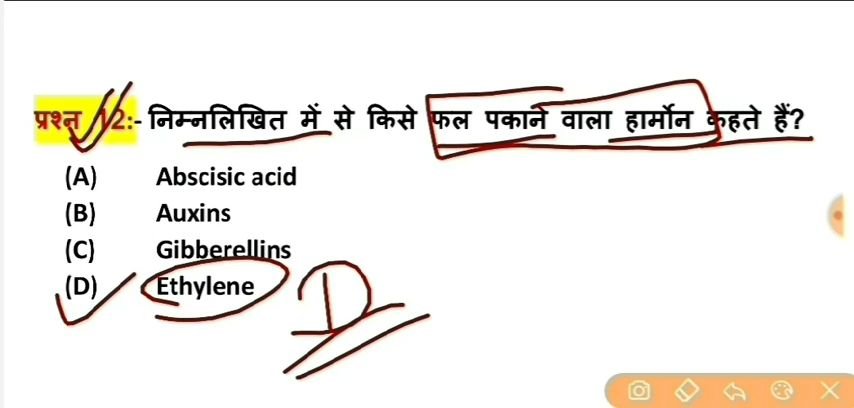 प्रश्न 12:- निम्नलिखित में से किसे फल पकाने वाला हार्मोन कहते हैं?
(A) Abscisic acid
(B) Auxins
(C) Gibberellins
(D) Ethylene
D